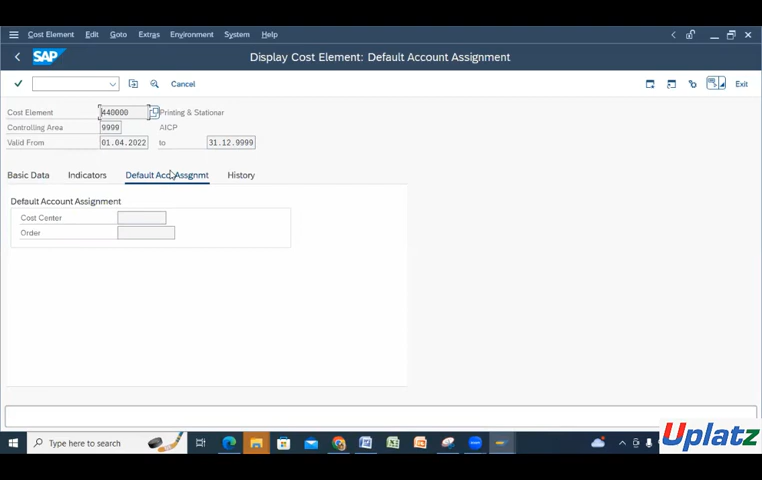 Cost Element Edit Goto Extras Environment System Help
SAP Display Cost Element: Default Account Assignment
Cancel Exit
Cost Element 440000 Printing & Stationar
Controlling Area 9999 AICP
Valid From 01.04.2022 to 31.12.9999
Basic Data Indicators Default Acc Assgnmt History
Default Account Assignment
Cost Center
Order
Type here to search
Uplatz